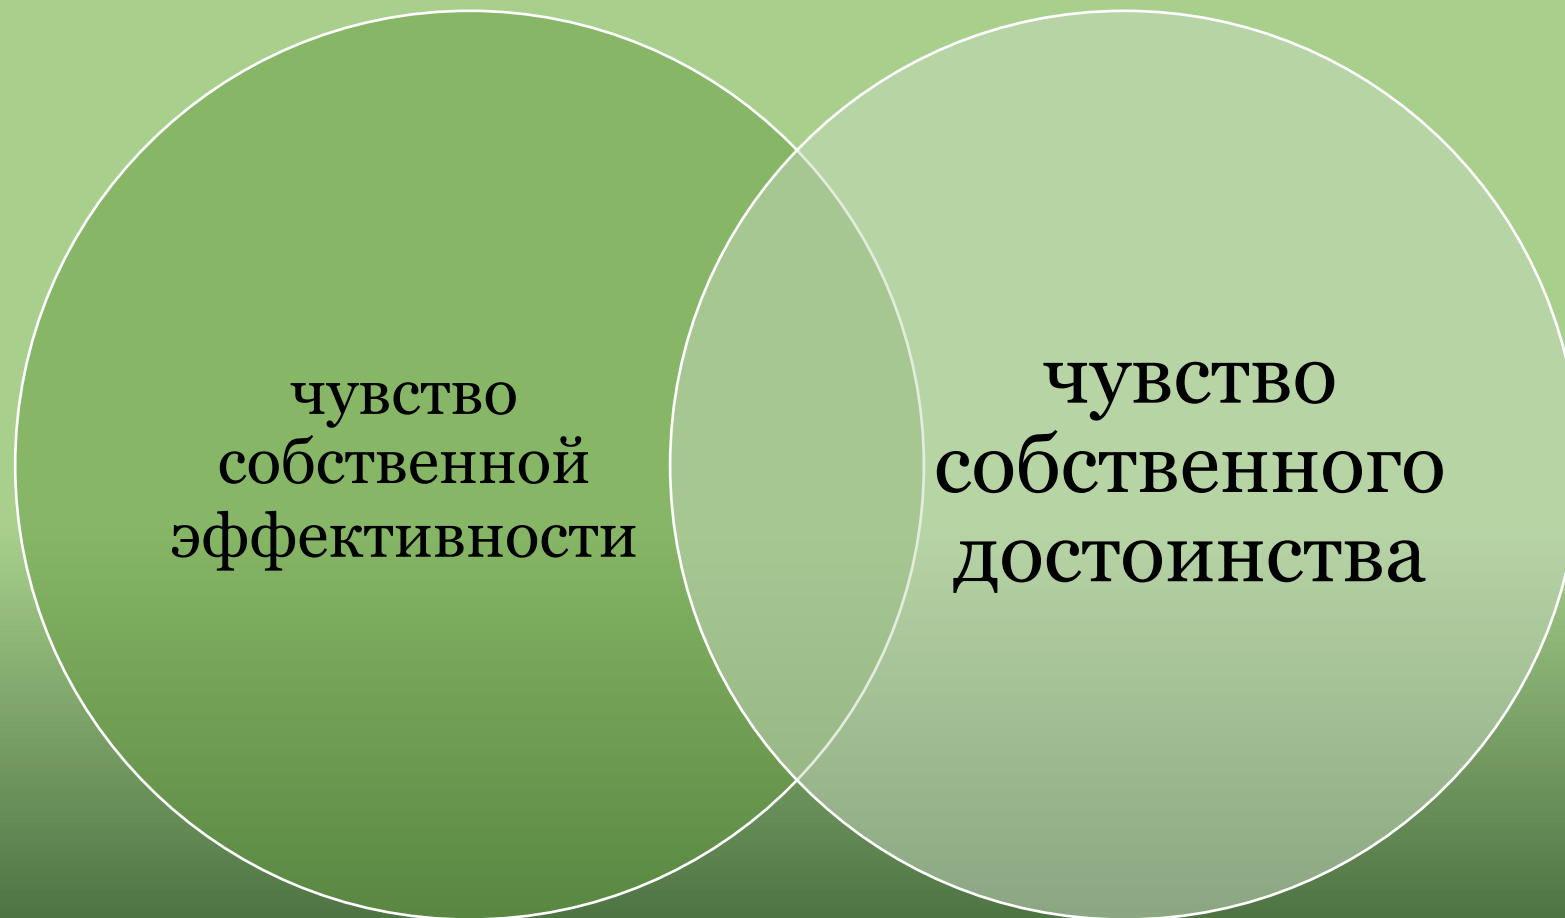 чувство
собственной
эффективности
чувство
собственного
достоинства